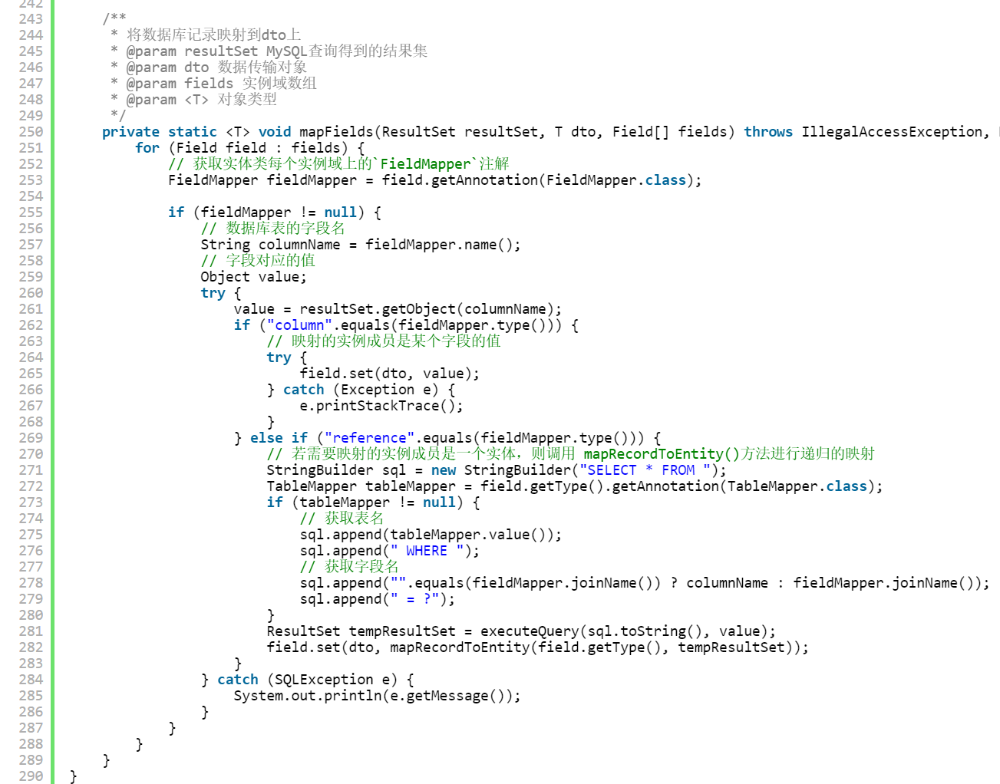 242
243 /**
244 * 将数据库记录映射到dto上
245 * @param resultSet MySQL查询得到的结果集
246 * @param dto 数据传输对象
247 * @param fields 实例域数组
248 * @param <T> 对象类型
249 */
250 private static <T> void mapFields(ResultSet resultSet, T dto, Field[] fields) throws IllegalAccessException,
251 for (Field field : fields) {
252 // 获取实体类每个实例域上的`FieldMapper`注解
253 FieldMapper fieldMapper = field.getAnnotation(FieldMapper.class);
254
255 if (fieldMapper != null) {
256 // 数据库表的字段名
257 String columnName = fieldMapper.name();
258 // 字段对应的值
259 Object value;
260 try {
261 value = resultSet.getObject(columnName);
262 if ("column".equals(fieldMapper.type())) {
263 // 映射的实例成员是某个字段的值
264 try {
265 field.set(dto, value);
266 } catch (Exception e) {
267 e.printStackTrace();
268 }
269 } else if ("reference".equals(fieldMapper.type())) {
270 // 若需要映射的实例成员是一个实体，则调用 mapRecordToEntity()方法进行递归的映射
271 StringBuilder sql = new StringBuilder("SELECT * FROM ");
272 TableMapper tableMapper = field.getType().getAnnotation(TableMapper.class);
273 if (tableMapper != null) {
274 // 获取表名
275 sql.append(tableMapper.value());
276 sql.append(" WHERE ");
277 // 获取字段名
278 sql.append("".equals(fieldMapper.joinName()) ? columnName : fieldMapper.joinName());
279 sql.append(" = ?");
280 }
281 ResultSet tempResultSet = executeQuery(sql.toString(), value);
282 field.set(dto, mapRecordToEntity(field.getType(), tempResultSet));
283 }
284 } catch (SQLException e) {
285 System.out.println(e.getMessage());
286 }
287 }
288 }
289 }
290 }